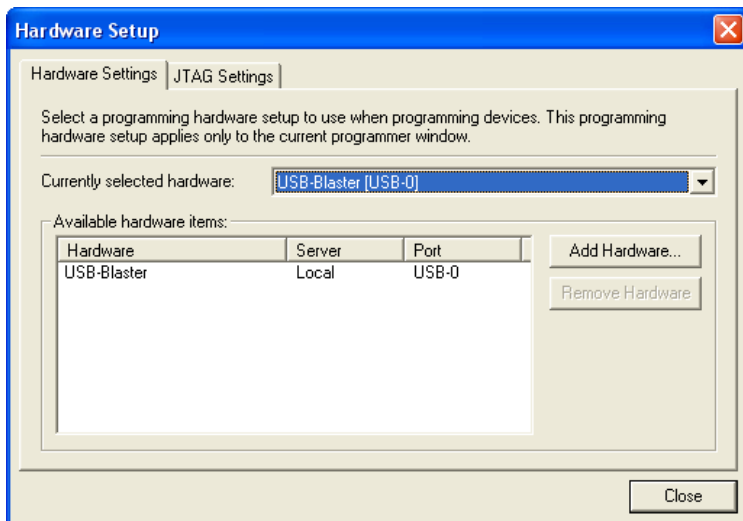 Hardware Setup
Hardware Settings JTAG Settings
Select a programming hardware setup to use when programming devices. This programming
hardware setup applies only to the current programmer window.
Currently selected hardware: USB-Blaster [USB-0]
Available hardware items:
Hardware Server Port
USB-Blaster Local USB-0
Add Hardware...
Remove Hardware
Close